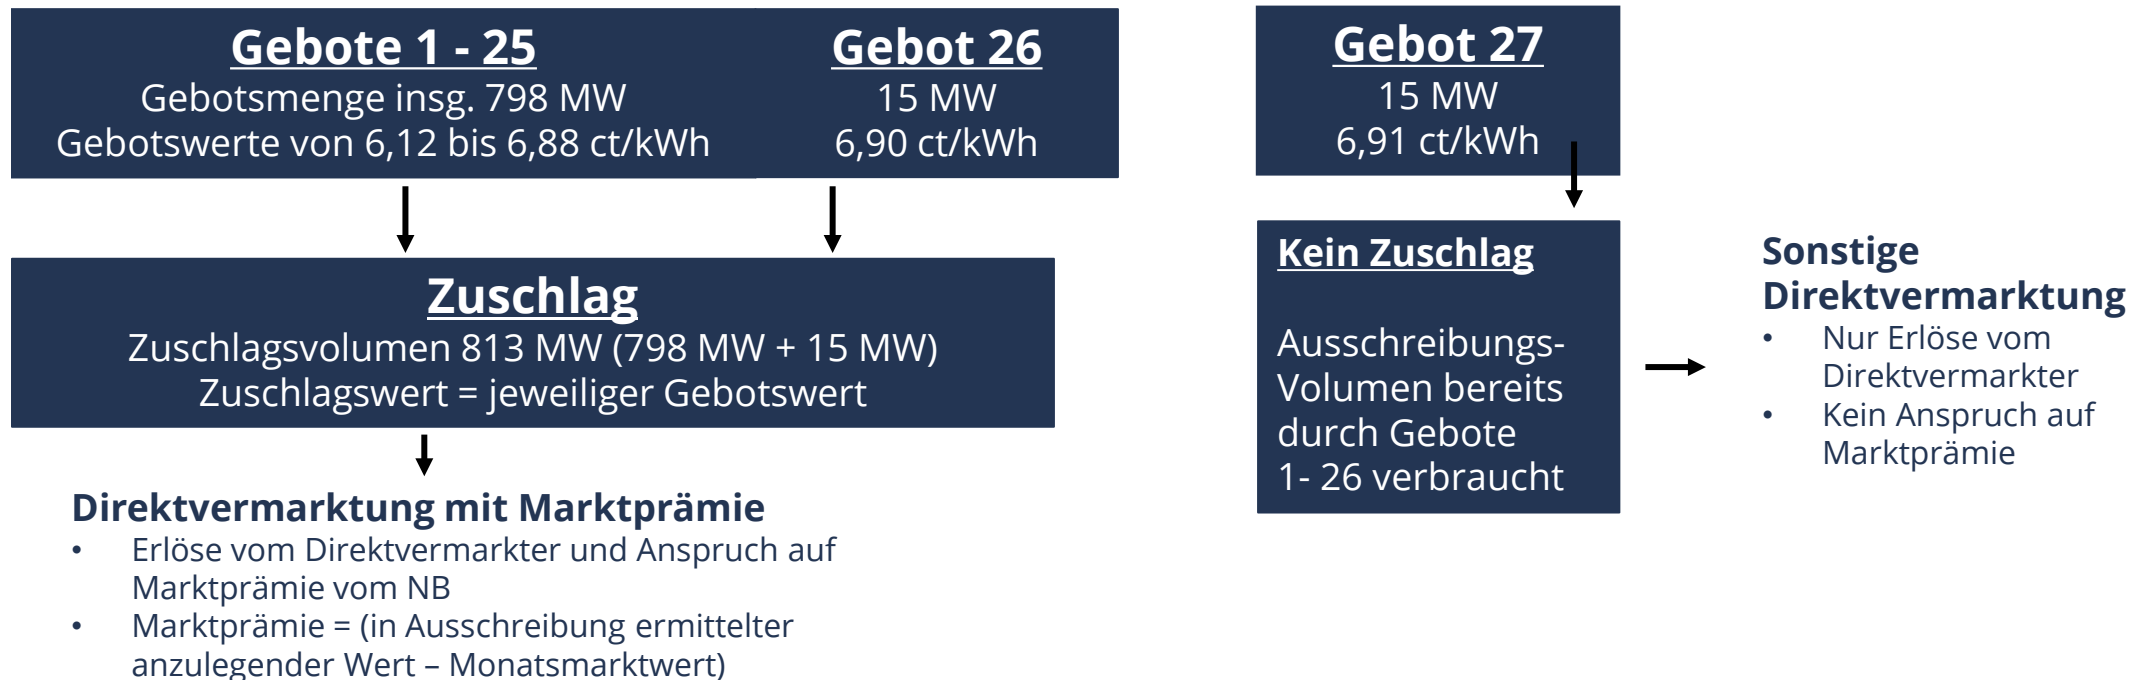 Gebote 1 - 25
Gebotsmenge insg. 798 MW
Gebotswerte von 6,12 bis 6,88 ct/kWh
Gebot 26
15 MW
6,90 ct/kWh
Gebot 27
15 MW
6,91 ct/kWh
Zuschlag
Zuschlagsvolumen 813 MW (798 MW + 15 MW)
Zuschlagswert = jeweiliger Gebotswert
Kein Zuschlag
Ausschreibungs-
Volumen bereits
durch Gebote
1- 26 verbraucht
Sonstige
Direktvermarktung
• Nur Erlöse vom
Direktvermarkter
• Kein Anspruch auf
Marktprämie
Direktvermarktung mit Marktprämie
• Erlöse vom Direktvermarkter und Anspruch auf
Marktprämie vom NB
• Marktprämie = (in Ausschreibung ermittelter
anzulegender Wert – Monatsmarktwert)